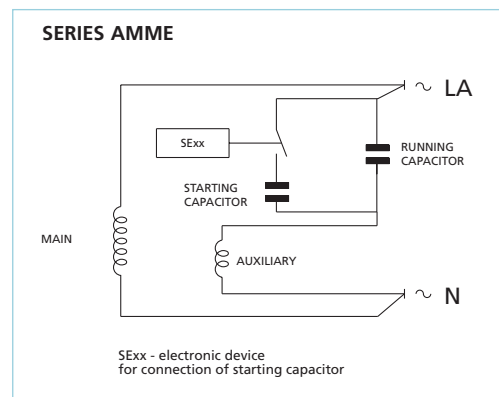 SERIES AMME
~ LA
SExx
RUNNING
CAPACITOR
STARTING
CAPACITOR
MAIN
AUXILIARY
~ N
SExx - electronic device
for connection of starting capacitor